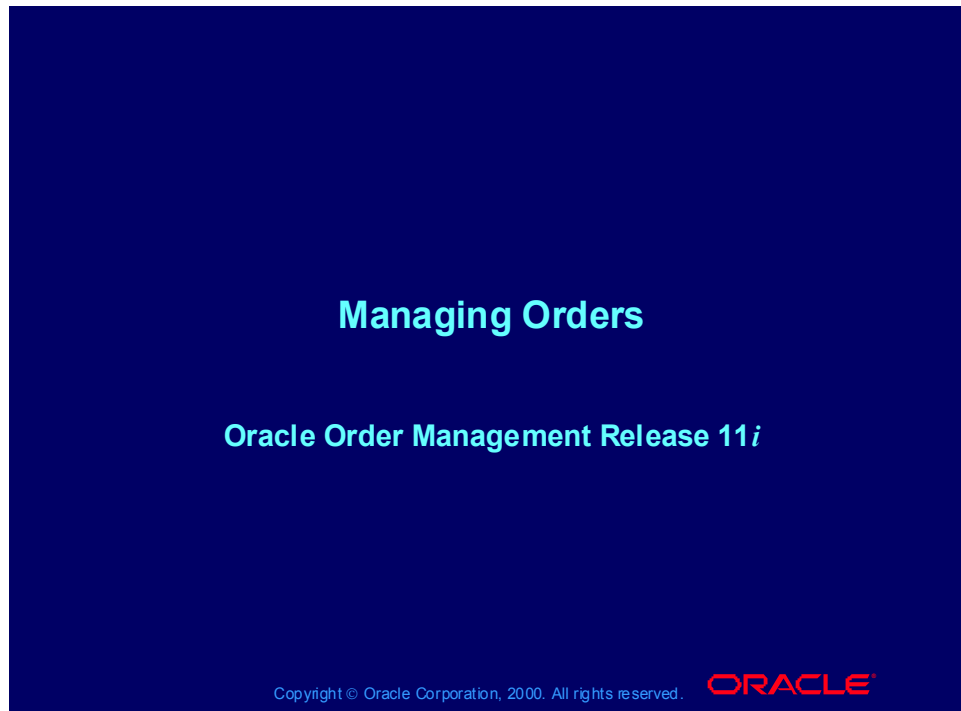 Managing Orders
Oracle Order Management Release 11i
Copyright © Oracle Corporation, 2000. All rights reserved.
ORACLE®